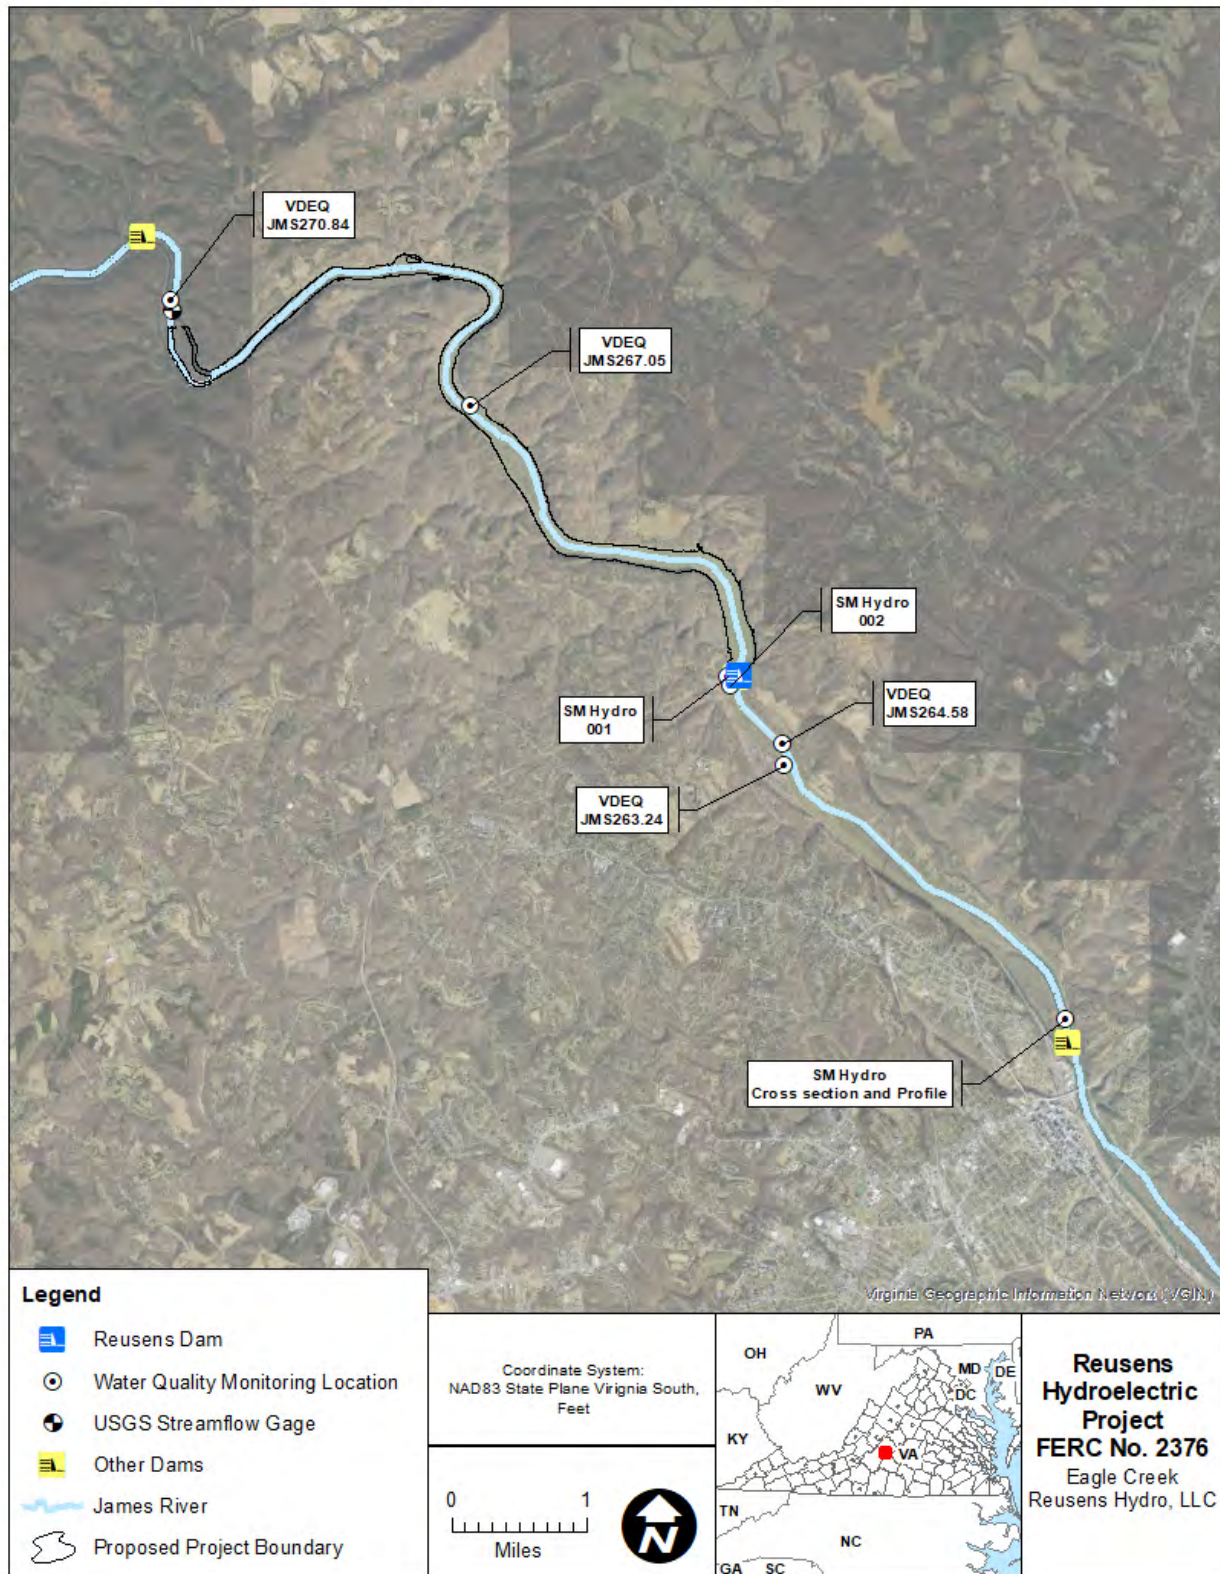 VDEQ
JMS270.84
VDEQ
JMS267.05
SM Hydro
002
SM Hydro
001
VDEQ
JMS264.58
VDEQ
JMS263.24
SM Hydro
Cross section and Profile
Virginia Geographic Information Network (VGIN)
Legend
Reusens Dam
Water Quality Monitoring Location
USGS Streamflow Gage
Other Dams
James River
Proposed Project Boundary
Coordinate System:
NAD83 State Plane Virignia South,
Feet
0 1
Miles
N
PA
OH
MD
DE
WV
DC
KY
VA
TN
NC
GA
SC
Reusens
Hydroelectric
Project
FERC No. 2376
Eagle Creek
Reusens Hydro, LLC